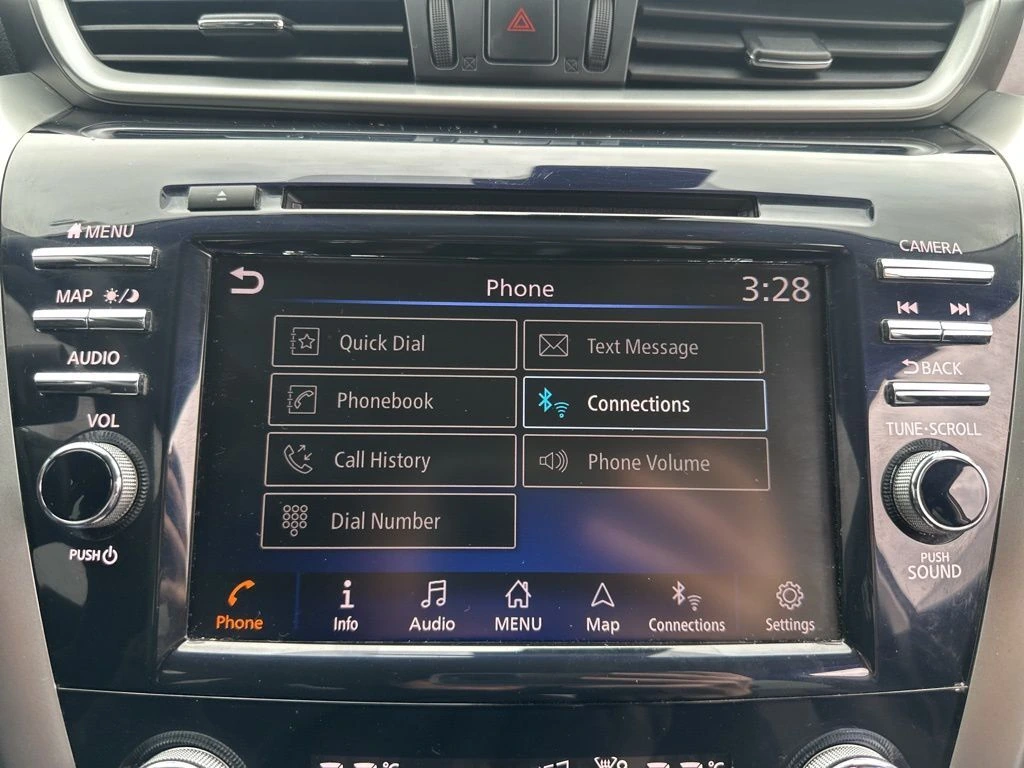 MENU
MAP
AUDIO
VOL
PUSH
Phone
3:28
Quick Dial
Text Message
Phonebook
Connections
Call History
Phone Volume
Dial Number
Phone
Info
Audio
MENU
Map
Connections
Settings
CAMERA
BACK
TUNE·SCROLL
PUSH
SOUND
°C
°C